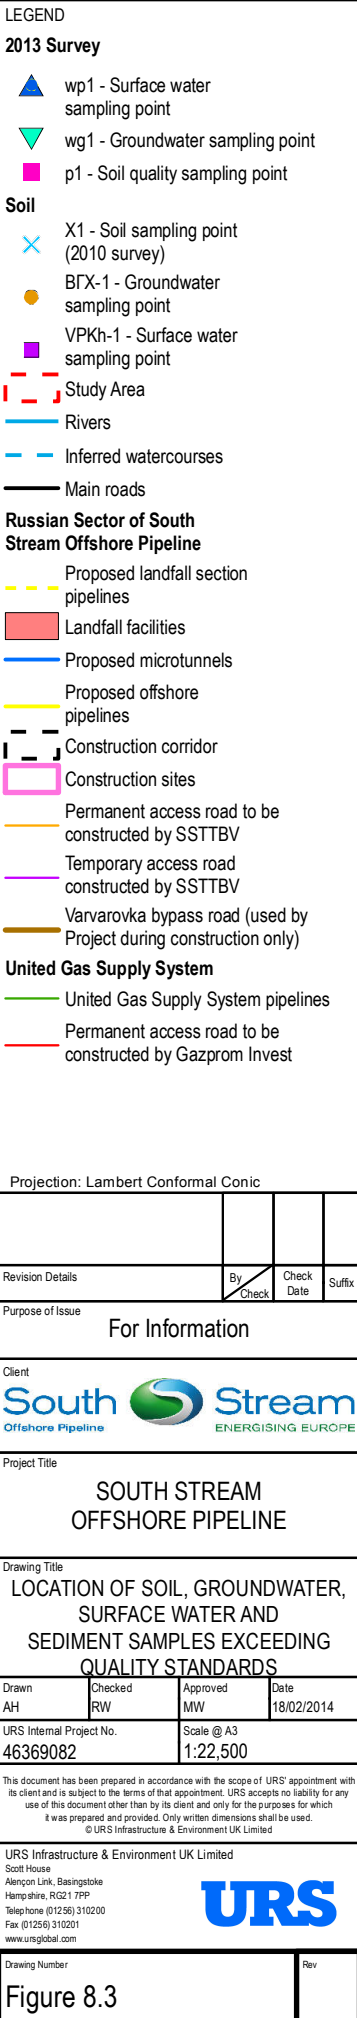 LEGEND
2013 Survey
wp1 - Surface water
sampling point
wg1 - Groundwater sampling point
p1 - Soil quality sampling point
Soil
X1 - Soil sampling point
(2010 survey)
ВГХ-1 - Groundwater
sampling point
VPKh-1 - Surface water
sampling point
Study Area
Rivers
Inferred watercourses
Main roads
Russian Sector of South
Stream Offshore Pipeline
Proposed landfall section
pipelines
Landfall facilities
Proposed microtunnels
Proposed offshore
pipelines
Construction corridor
Construction sites
Permanent access road to be
constructed by SSTTBV
Temporary access road
constructed by SSTTBV
Varvarovka bypass road (used by
Project during construction only)
United Gas Supply System
United Gas Supply System pipelines
Permanent access road to be
constructed by Gazprom Invest
Projection: Lambert Conformal Conic
Revision Details
By
Check
Check
Date
Suffix
Purpose of Issue
For Information
Client
South Stream
Offshore Pipeline ENERGISING EUROPE
Project Title
SOUTH STREAM
OFFSHORE PIPELINE
Drawing Title
LOCATION OF SOIL, GROUNDWATER,
SURFACE WATER AND
SEDIMENT SAMPLES EXCEEDING
QUALITY STANDARDS
Drawn Checked Approved Date
AH RW MW 18/02/2014
URS Internal Project No. Scale @ A3
46369082 1:22,500
This document has been prepared in accordance with the scope of URS' appointment with
its client and is subject to the terms of that appointment. URS accepts no liability for any
use of this document other than by its client and only for the purposes for which
it was prepared and provided. Only written dimensions shall be used.
© URS Infrastructure & Environment UK Limited
URS Infrastructure & Environment UK Limited
Scott House
Alençon Link, Basingstoke
Hampshire, RG21 7PP
Telephone (01256) 310200
Fax (01256) 310201
www.ursglobal.com
URS
Drawing Number Rev
Figure 8.3